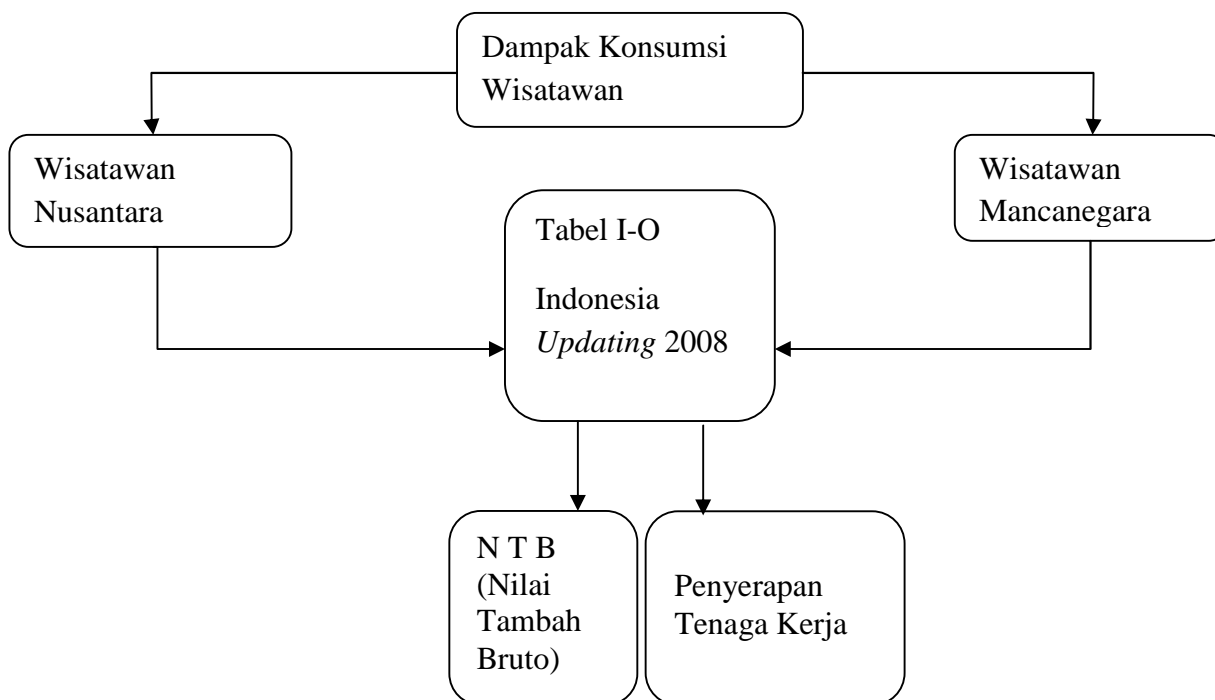 Dampak Konsumsi
Wisatawan
Wisatawan
Nusantara
Wisatawan
Mancanegara
Tabel I-O
Indonesia
Updating 2008
N T B
(Nilai
Tambah
Bruto)
Penyerapan
Tenaga Kerja